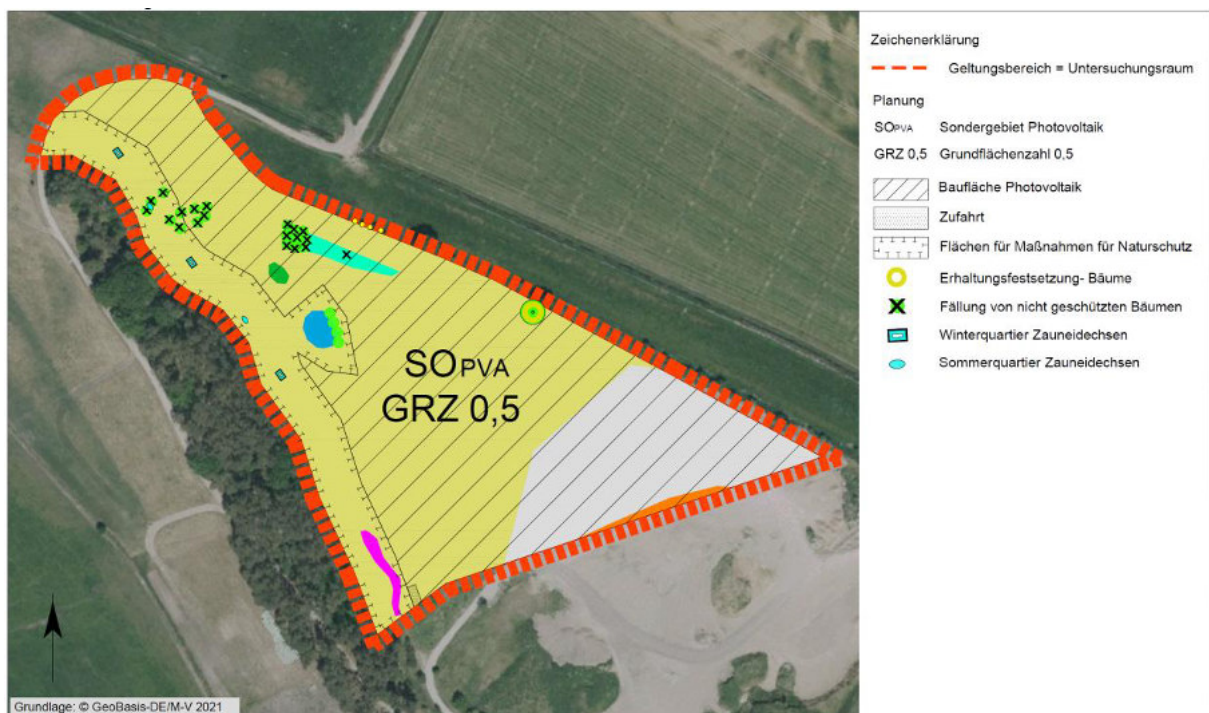 SOPVA
GRZ 0,5
Grundlage: © GeoBasis-DE/M-V 2021
Zeichenerklärung
Geltungsbereich = Untersuchungsraum
Planung
SOPVA Sondergebiet Photovoltaik
GRZ 0,5 Grundflächenzahl 0,5
Baufläche Photovoltaik
Zufahrt
Flächen für Maßnahmen für Naturschutz
Erhaltungsfestsetzung- Bäume
Fällung von nicht geschützten Bäumen
Winterquartier Zauneidechsen
Sommerquartier Zauneidechsen